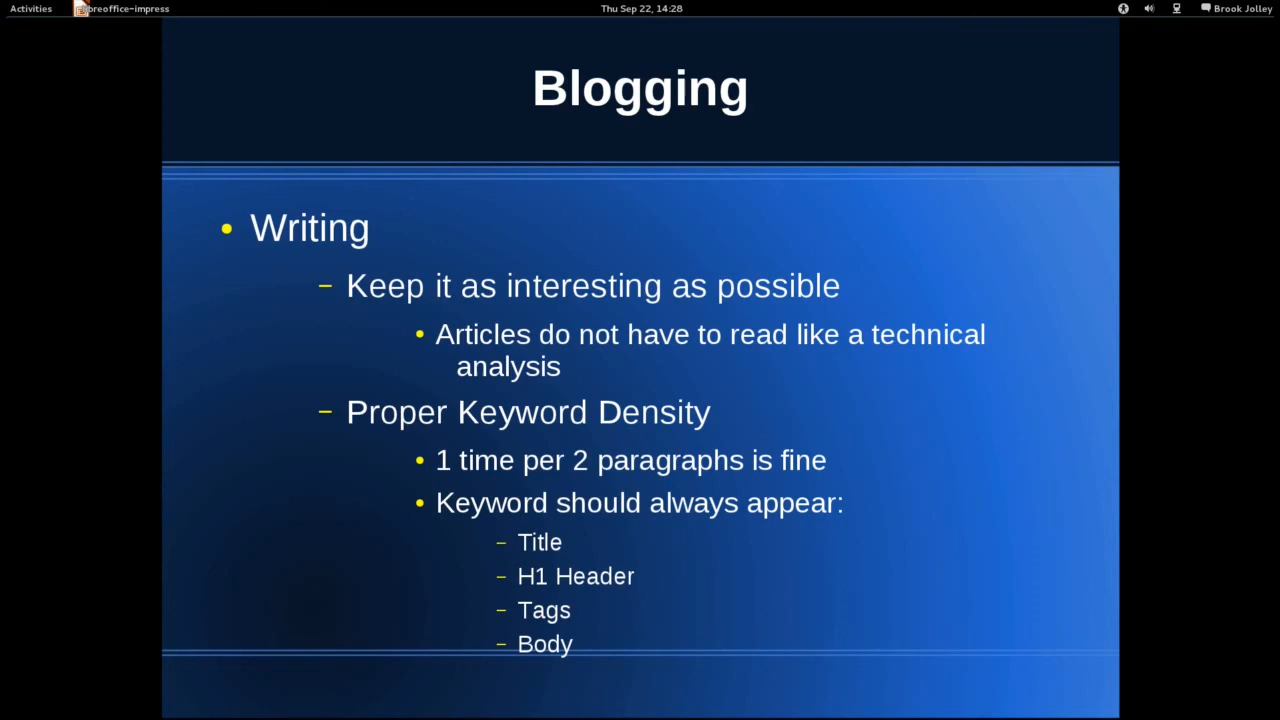 Activities
breoffice-impress
Thu Sep 22, 14:28
Brook Jolley
Blogging
• Writing
– Keep it as interesting as possible
• Articles do not have to read like a technical
analysis
– Proper Keyword Density
• 1 time per 2 paragraphs is fine
• Keyword should always appear:
– Title
– H1 Header
– Tags
– Body